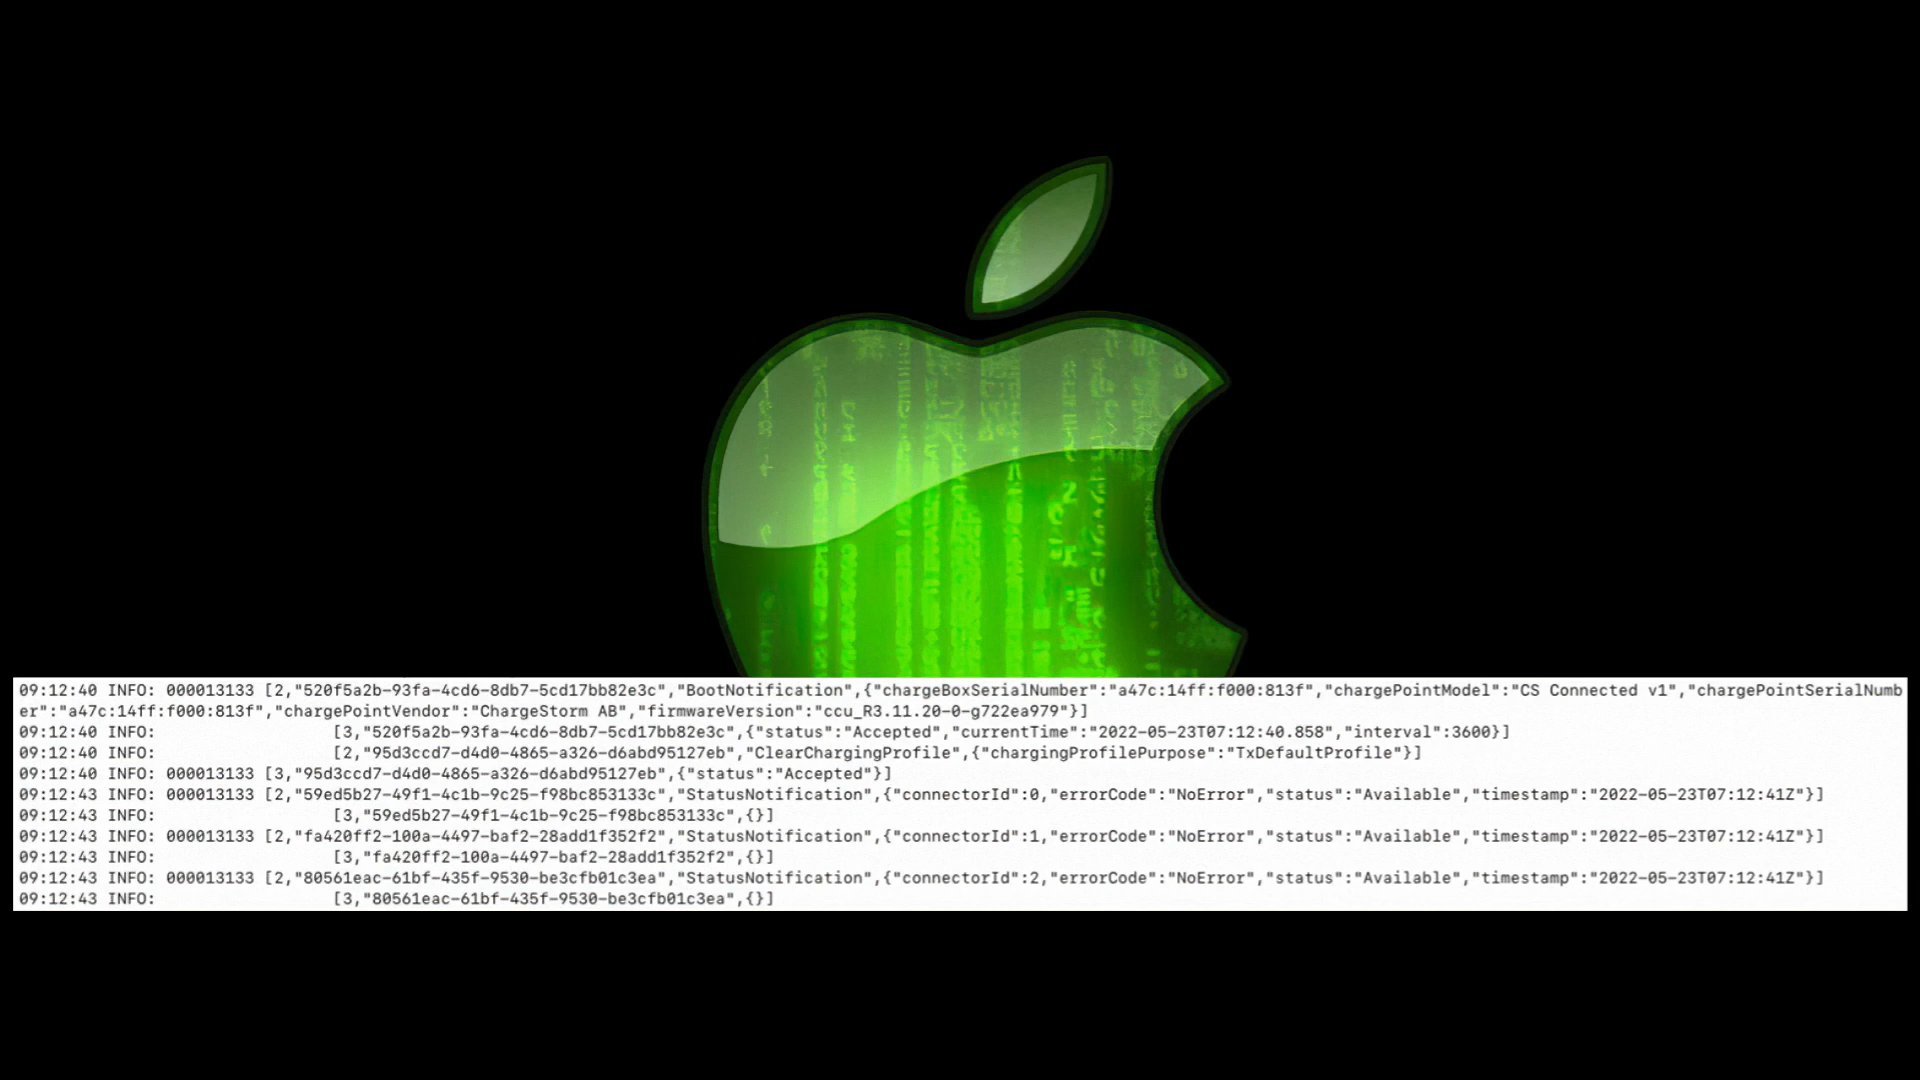 09:12:40 INFO: 000013133 [2,"520f5a2b-93fa-4cd6-8db7-5cd17bb82e3c","BootNotification",{"chargeBoxSerialNumber":"a47c:14ff:f000:813f","chargePointModel":"CS Connected v1","chargePointSerialNumb
er":"a47c:14ff:f000:813f","chargePointVendor":"ChargeStorm AB","firmwareVersion":"ccu_R3.11.20-0-g722ea979"}]
09:12:40 INFO:                  [3,"520f5a2b-93fa-4cd6-8db7-5cd17bb82e3c",{"status":"Accepted","currentTime":"2022-05-23T07:12:40.858","interval":3600}]
09:12:40 INFO:                  [2,"95d3ccd7-d4d0-4865-a326-d6abd95127eb","ClearChargingProfile",{"chargingProfilePurpose":"TxDefaultProfile"}]
09:12:40 INFO: 000013133 [3,"95d3ccd7-d4d0-4865-a326-d6abd95127eb",{"status":"Accepted"}]
09:12:43 INFO: 000013133 [2,"59ed5b27-49f1-4c1b-9c25-f98bc853133c","StatusNotification",{"connectorId":0,"errorCode":"NoError","status":"Available","timestamp":"2022-05-23T07:12:41Z"}]
09:12:43 INFO:                  [3,"59ed5b27-49f1-4c1b-9c25-f98bc853133c",{}]
09:12:43 INFO: 000013133 [2,"fa420ff2-100a-4497-baf2-28add1f352f2","StatusNotification",{"connectorId":1,"errorCode":"NoError","status":"Available","timestamp":"2022-05-23T07:12:41Z"}]
09:12:43 INFO:                  [3,"fa420ff2-100a-4497-baf2-28add1f352f2",{}]
09:12:43 INFO: 000013133 [2,"80561eac-61bf-435f-9530-be3cfb01c3ea","StatusNotification",{"connectorId":2,"errorCode":"NoError","status":"Available","timestamp":"2022-05-23T07:12:41Z"}]
09:12:43 INFO:                  [3,"80561eac-61bf-435f-9530-be3cfb01c3ea",{}]